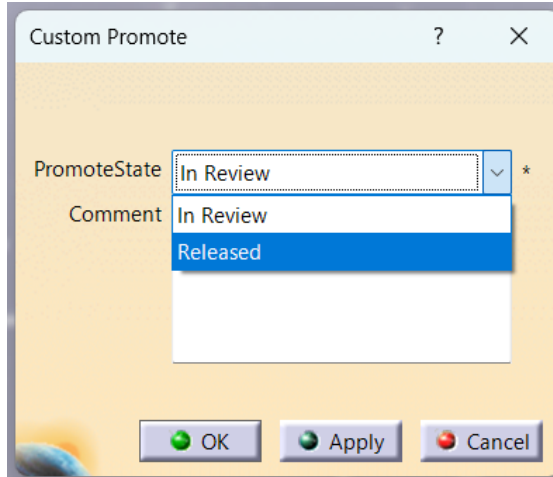 Custom Promote ? ×
PromoteState In Review *
Comment In Review
Released
OK Apply Cancel